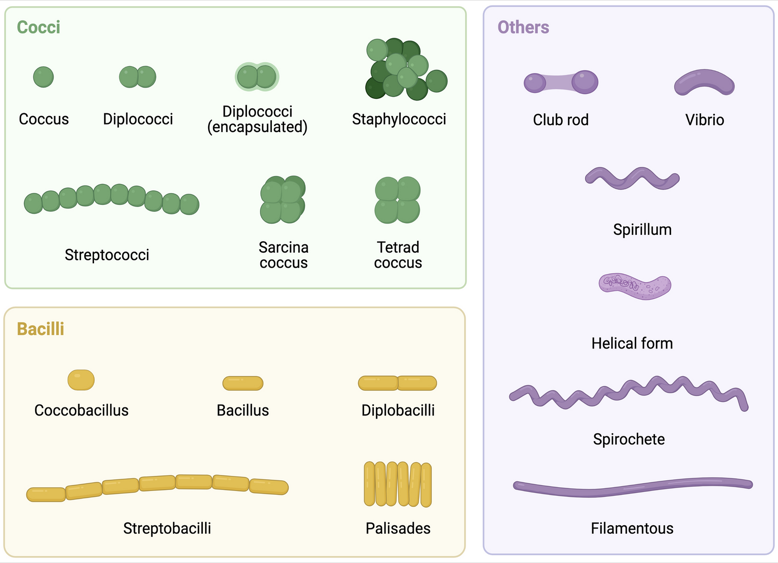 Cocci
Coccus
Diplococci
Diplococci
(encapsulated)
Staphylococci
Streptococci
Sarcina
coccus
Tetrad
coccus
Bacilli
Coccobacillus
Bacillus
Diplobacilli
Streptobacilli
Palisades
Others
Club rod
Vibrio
Spirillum
Helical form
Spirochete
Filamentous